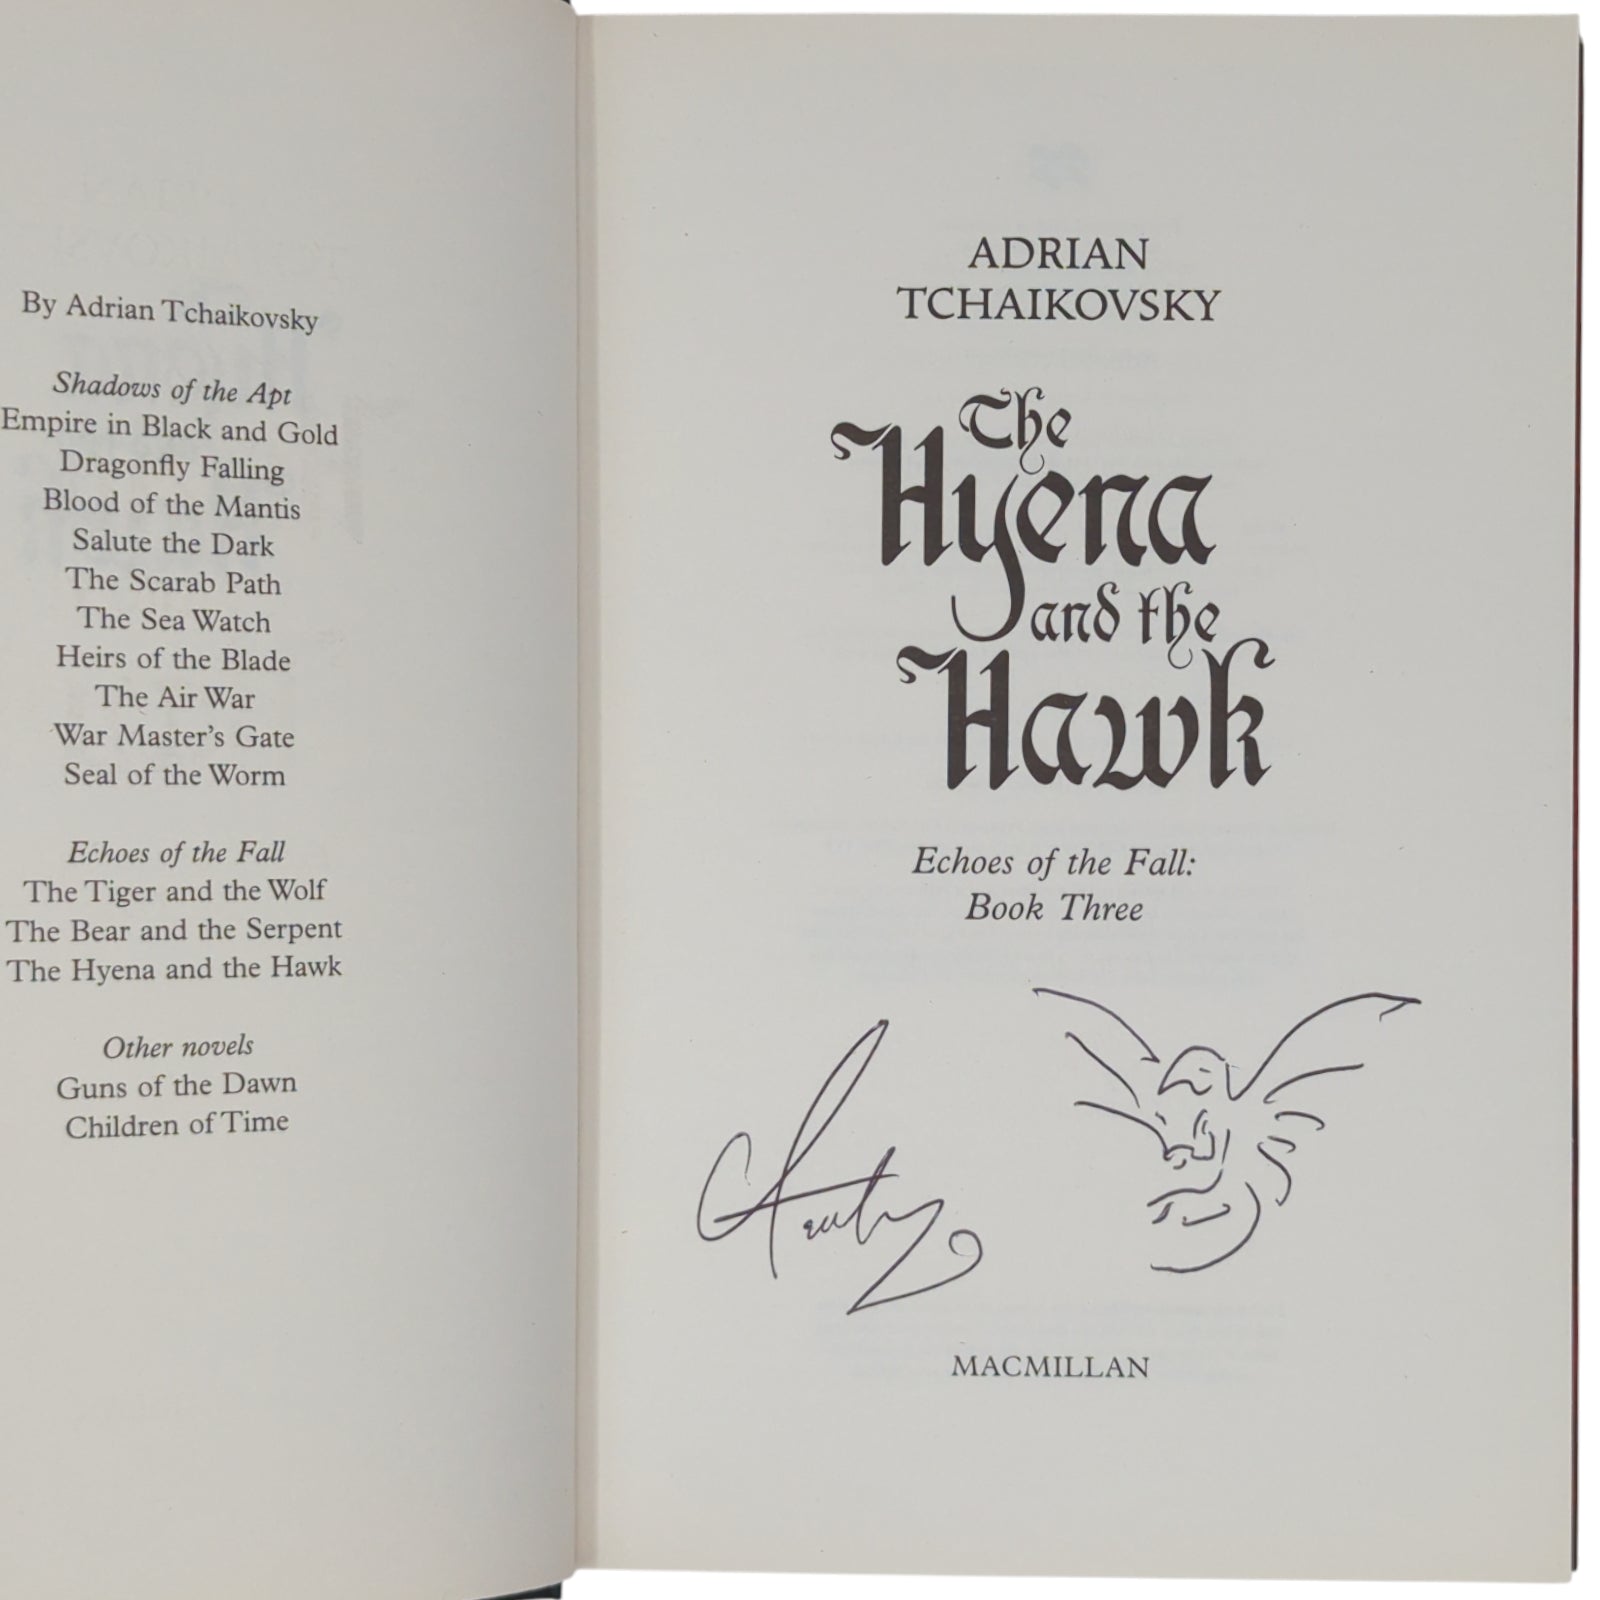 By Adrian Tchaikovsky
Shadows of the Apt
Empire in Black and Gold
Dragonfly Falling
Blood of the Mantis
Salute the Dark
The Scarab Path
The Sea Watch
Heirs of the Blade
The Air War
War Master's Gate
Seal of the Worm
Echoes of the Fall
The Tiger and the Wolf
The Bear and the Serpent
The Hyena and the Hawk
Other novels
Guns of the Dawn
Children of Time
ADRIAN
TCHAIKOVSKY
The
Hyena
and the
Hawk
Echoes of the Fall:
Book Three
MACMILLAN